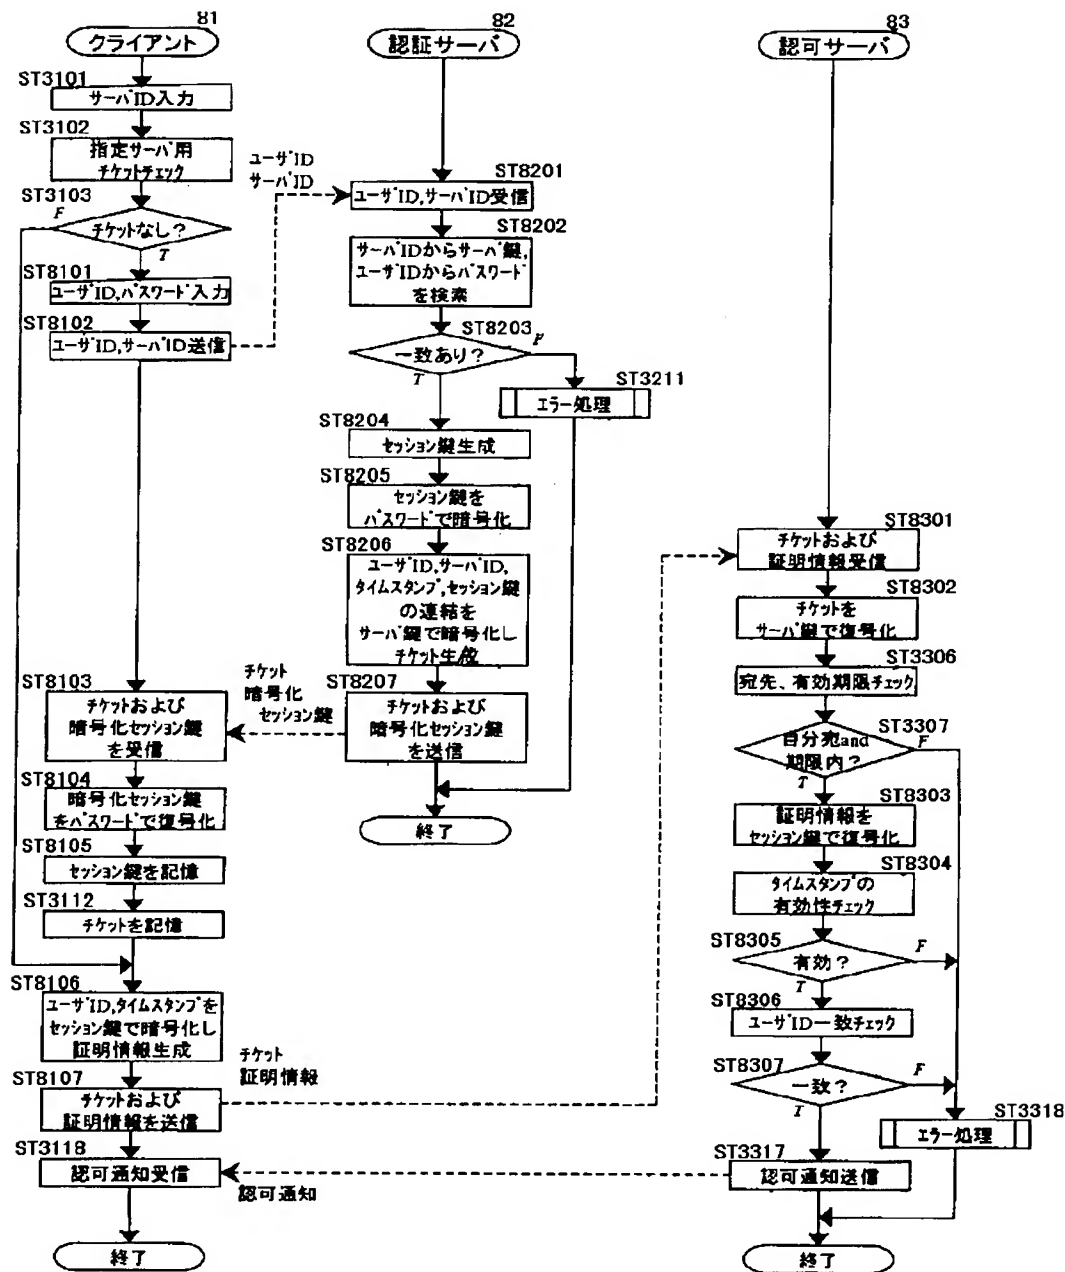 81
クライアント
ST3101
サーバID入力
ST3102
指定サーバ用
チケットチェック
ST3103
F
チケットなし?
T
ST8101
ユーザID,パスワード入力
ST8102
ユーザID,サーバID送信
ユーザID
サーバID
ST8103
チケットおよび
暗号化セッション鍵
を受信
ST8104
暗号化セッション鍵
をパスワードで復号化
ST8105
セッション鍵を記憶
ST3112
チケットを記憶
ST8106
ユーザID,タイムスタンプを
セッション鍵で暗号化し
証明情報生成
ST8107
チケットおよび
証明情報を送信
チケット
証明情報
ST3118
認可通知受信
認可通知
終了
82
認証サーバ
ST8201
ユーザID,サーバID受信
ST8202
サーバIDからサーバ鍵,
ユーザIDからパスワード
を検索
ST8203
一致あり?
F
T
ST3211
エラー処理
ST8204
セッション鍵生成
ST8205
セッション鍵を
パスワードで暗号化
ST8206
ユーザID,サーバID,
タイムスタンプ,セッション鍵
の連結を
サーバ鍵で暗号化し
チケット生成
ST8207
チケットおよび
暗号化セッション鍵
を送信
チケット
暗号化
セッション鍵
終了
83
認可サーバ
ST8301
チケットおよび
証明情報受信
ST8302
チケットを
サーバ鍵で復号化
ST3306
宛先、有効期限チェック
ST3307
自分宛and
期限内?
F
T
ST8303
証明情報を
セッション鍵で復号化
ST8304
タイムスタンプの
有効性チェック
ST8305
有効?
F
T
ST8306
ユーザID一致チェック
ST8307
一致?
F
T
ST3318
エラー処理
ST3317
認可通知送信
終了